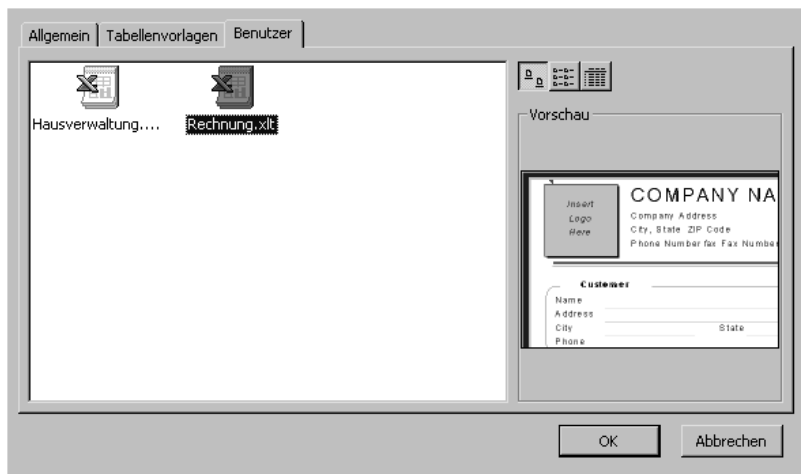 Allgemein Tabellenvorlagen Benutzer
Hausverwaltung.... Rechnung.xlt
Vorschau
Insert
Logo
Here
COMPANY NA
Company Address
City, State ZIP Code
Phone Number fax Fax Number
Customer
Name
Address
City State
Phone
OK Abbrechen